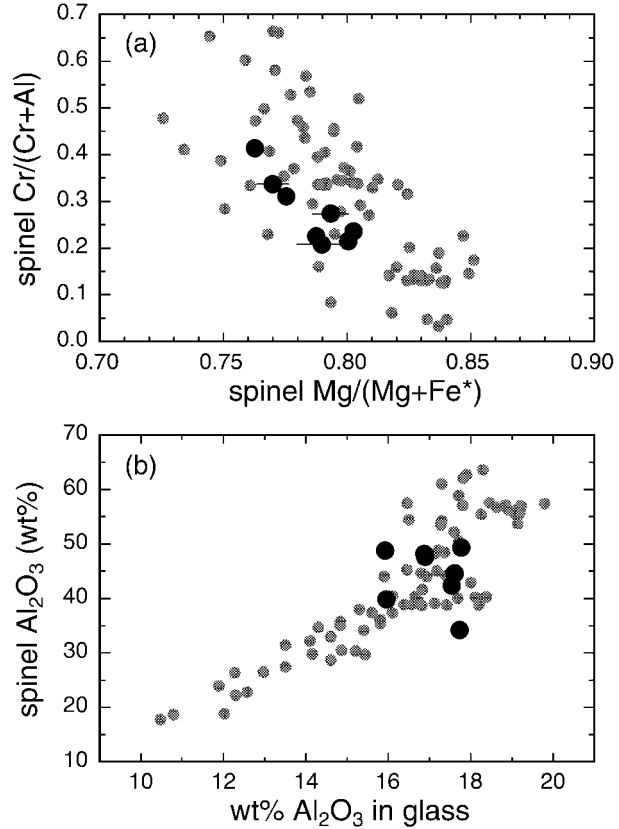 0.7
(a)
0.6
0.5
0.4
0.3
0.2
0.1
0.0
spinel Cr/(Cr+Al)
0.70 0.75 0.80 0.85 0.90
spinel Mg/(Mg+Fe*)
70
(b)
60
50
40
30
20
10
spinel Al₂O₃ (wt%)
10 12 14 16 18 20
wt% Al₂O₃ in glass